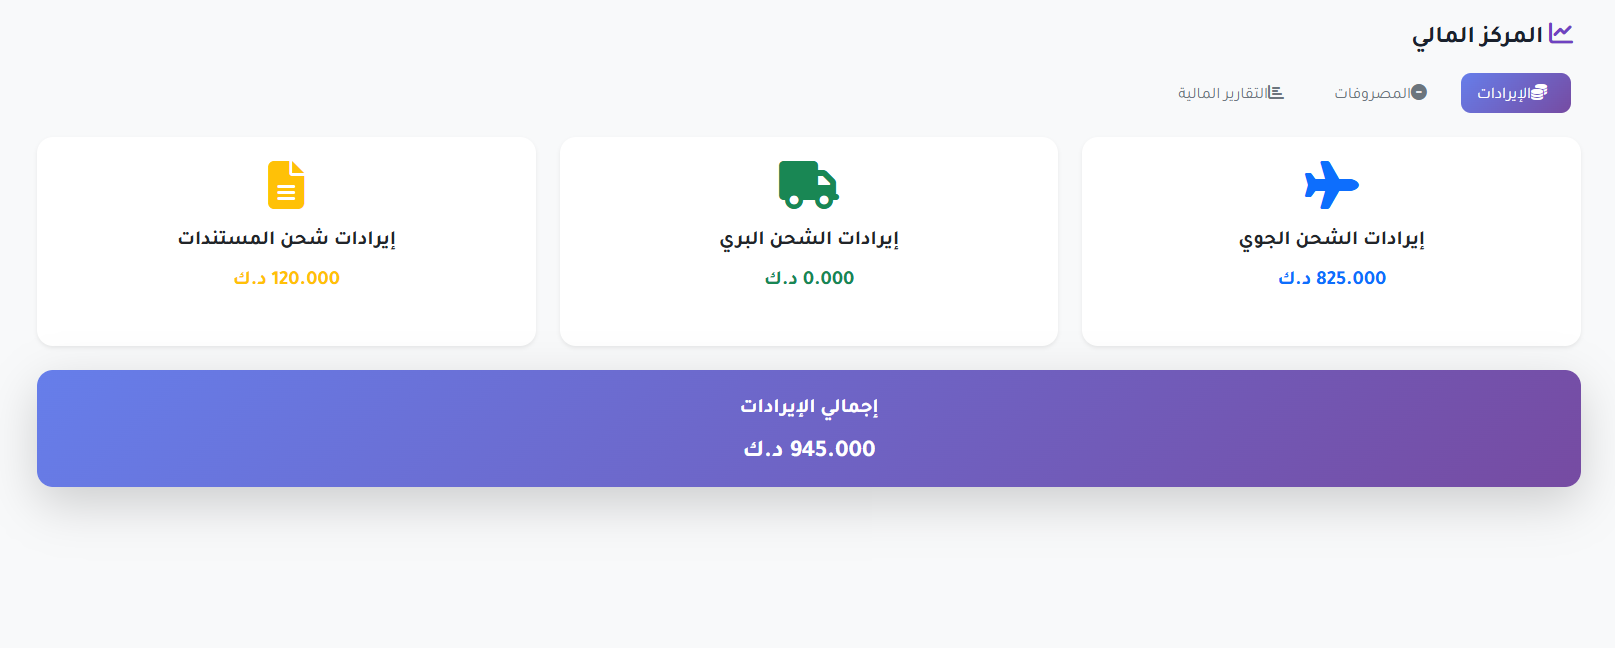 المركز المالي
الإيرادات
المصروفات
التقارير المالية
إيرادات الشحن الجوي
825.000 د.ك
إيرادات الشحن البري
0.000 د.ك
إيرادات شحن المستندات
120.000 د.ك
إجمالي الإيرادات
945.000 د.ك